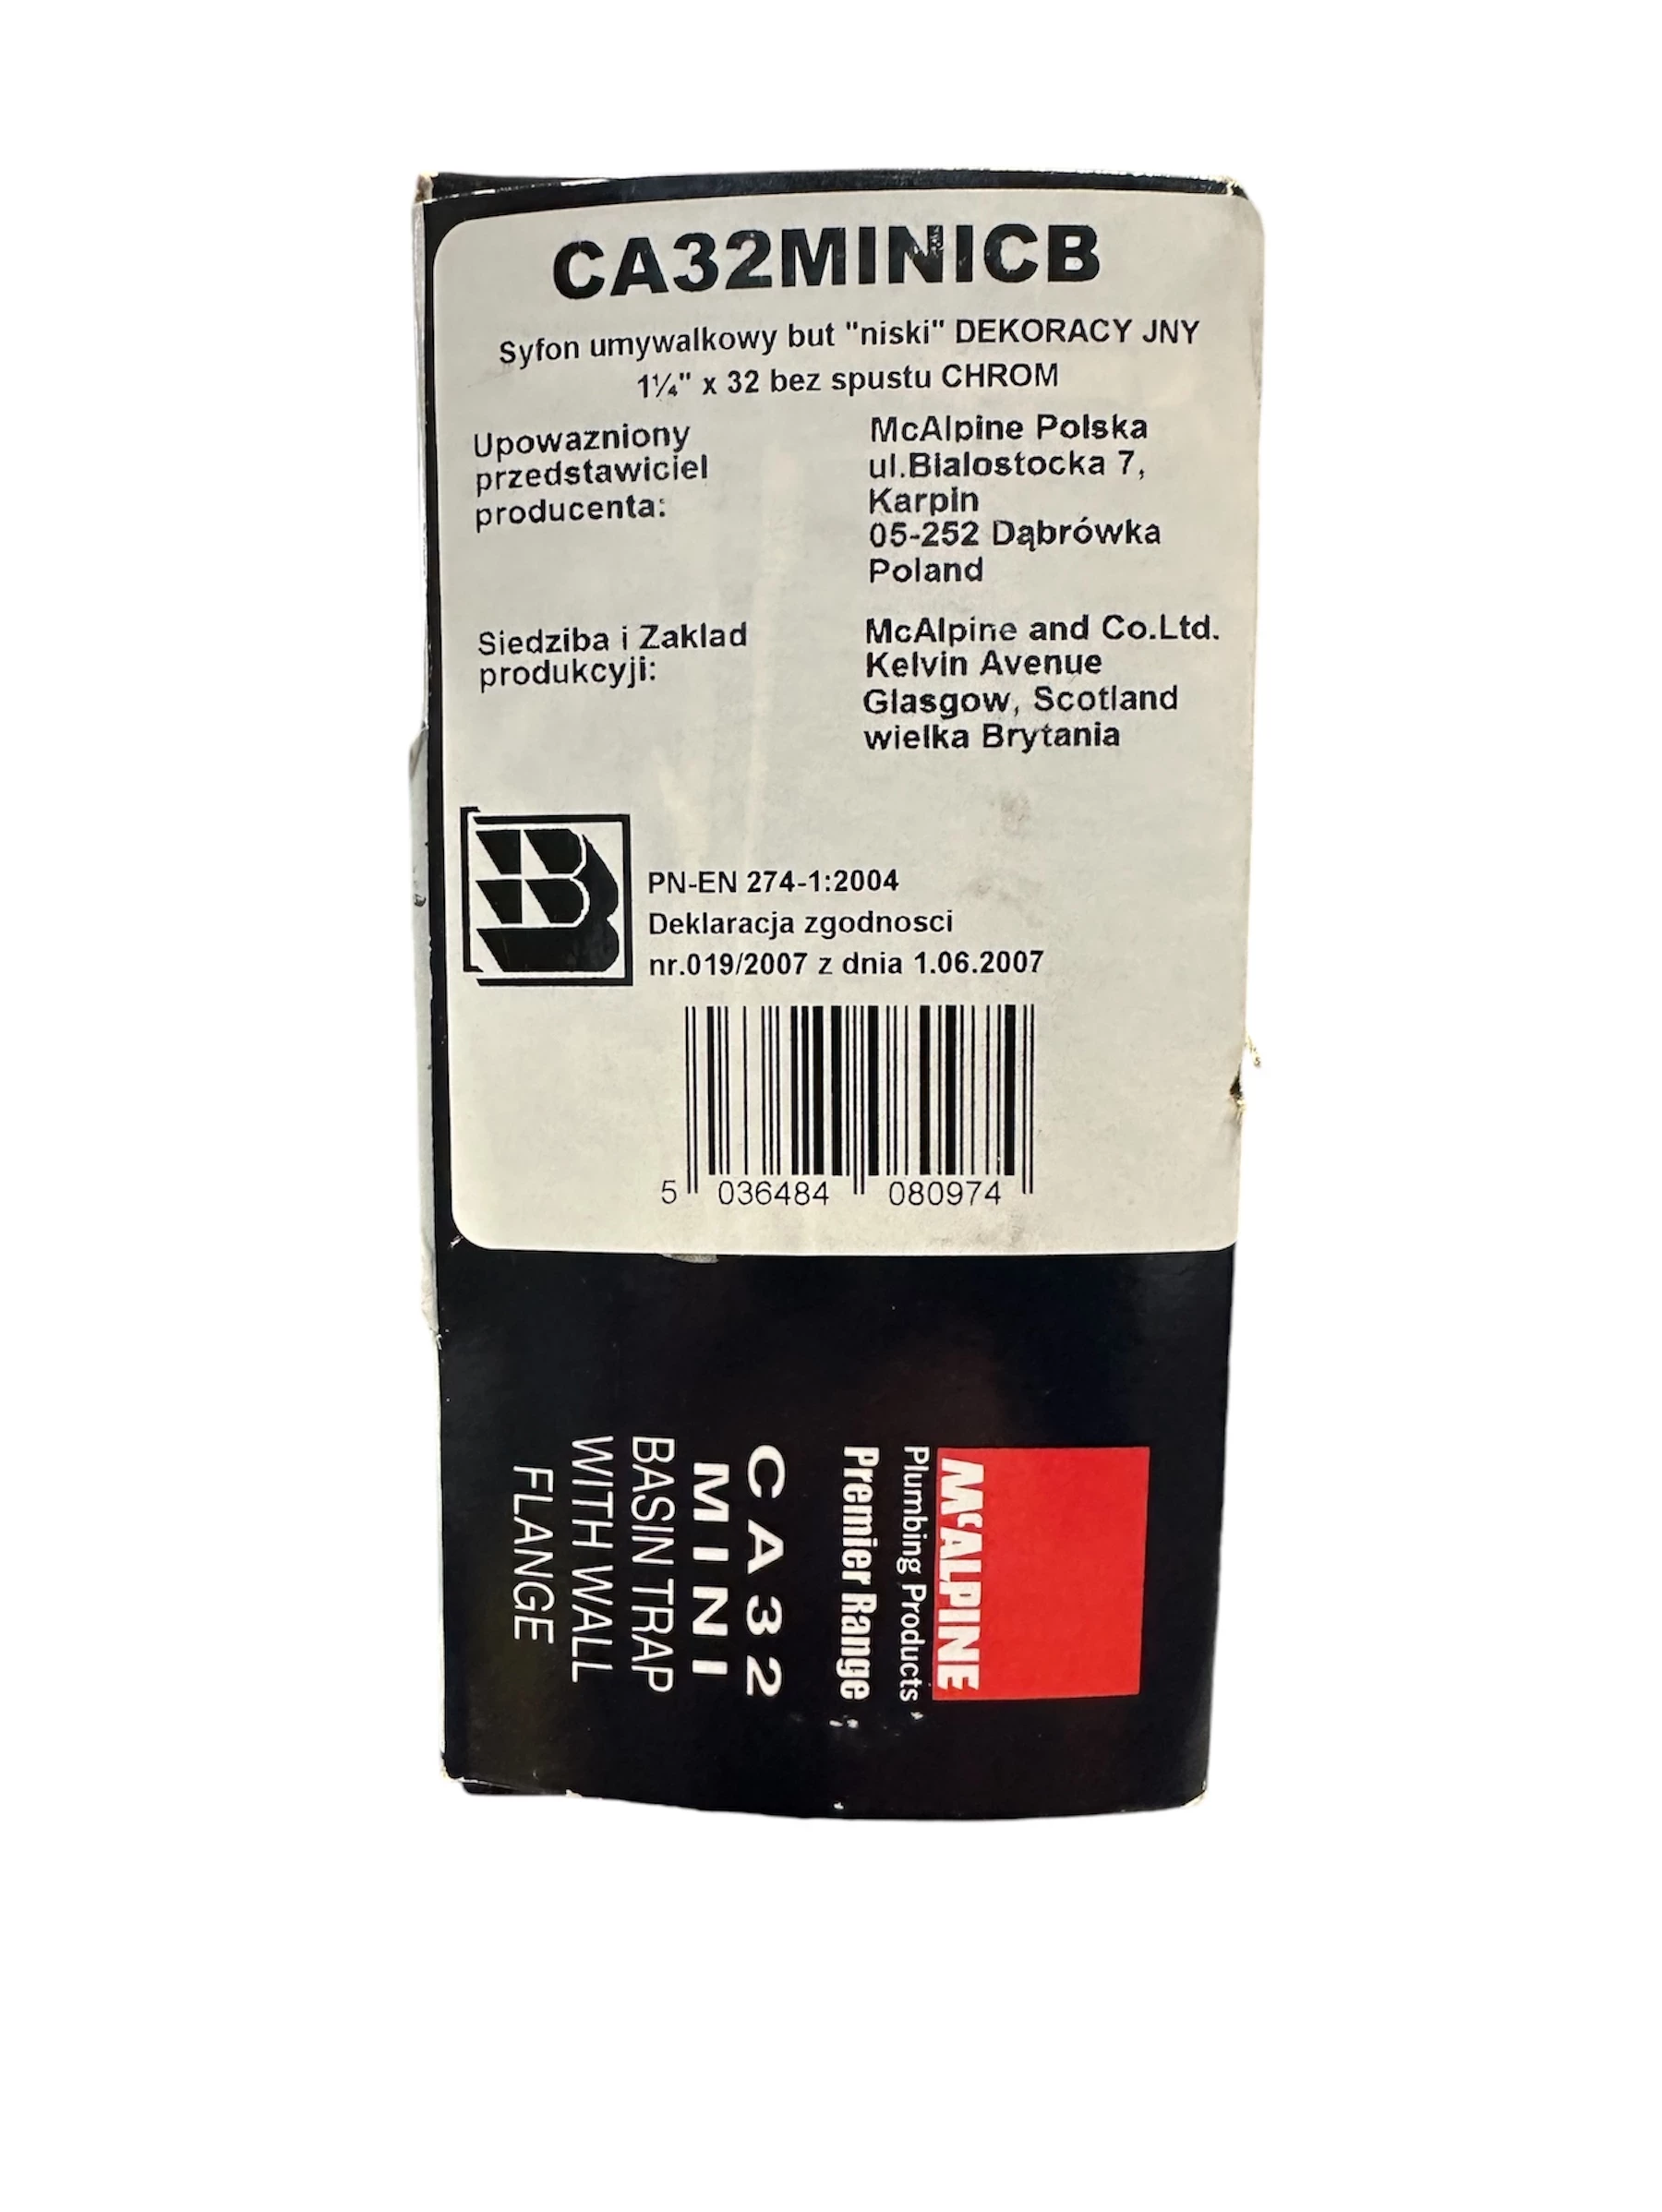 CA32MINICB
Syfon umywalkowy but "niski" DEKORACY JNY
1¼" x 32 bez spustu CHROM
Upowazniony
przedstawiciel
producenta:
McAlpine Polska
ul.Bialostocka 7,
Karpin
05-252 Dąbrówka
Poland
Siedziba i Zaklad
produkcyji:
McAlpine and Co.Ltd.
Kelvin Avenue
Glasgow, Scotland
wielka Brytania
B
PN-EN 274-1:2004
Deklaracja zgodnosci
nr.019/2007 z dnia 1.06.2007
5 036484 080974
McALPINE
Plumbing Products
Premier Range
CA32
MINI
BASIN TRAP
WITH WALL
FLANGE